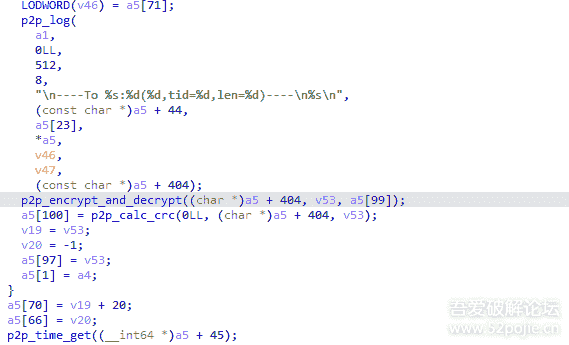 LODWORD(v46) = a5[71];
p2p_log(
a1,
0LL,
512,
8,
"\n----To %s:%d(%d,tid=%d,len=%d)----\n%s\n",
(const char *)a5 + 44,
a5[23],
*a5,
v46,
v47,
(const char *)a5 + 404);
p2p_encrypt_and_decrypt((char *)a5 + 404, v53, a5[99]);
a5[100] = p2p_calc_crc(0LL, (char *)a5 + 404, v53);
v19 = v53;
v20 = -1;
a5[97] = v53;
a5[1] = a4;
}
a5[70] = v19 + 20;
a5[66] = v20;
p2p_time_get((__int64 *)a5 + 45);
吾爱破解论坛
www.52pojie.cn